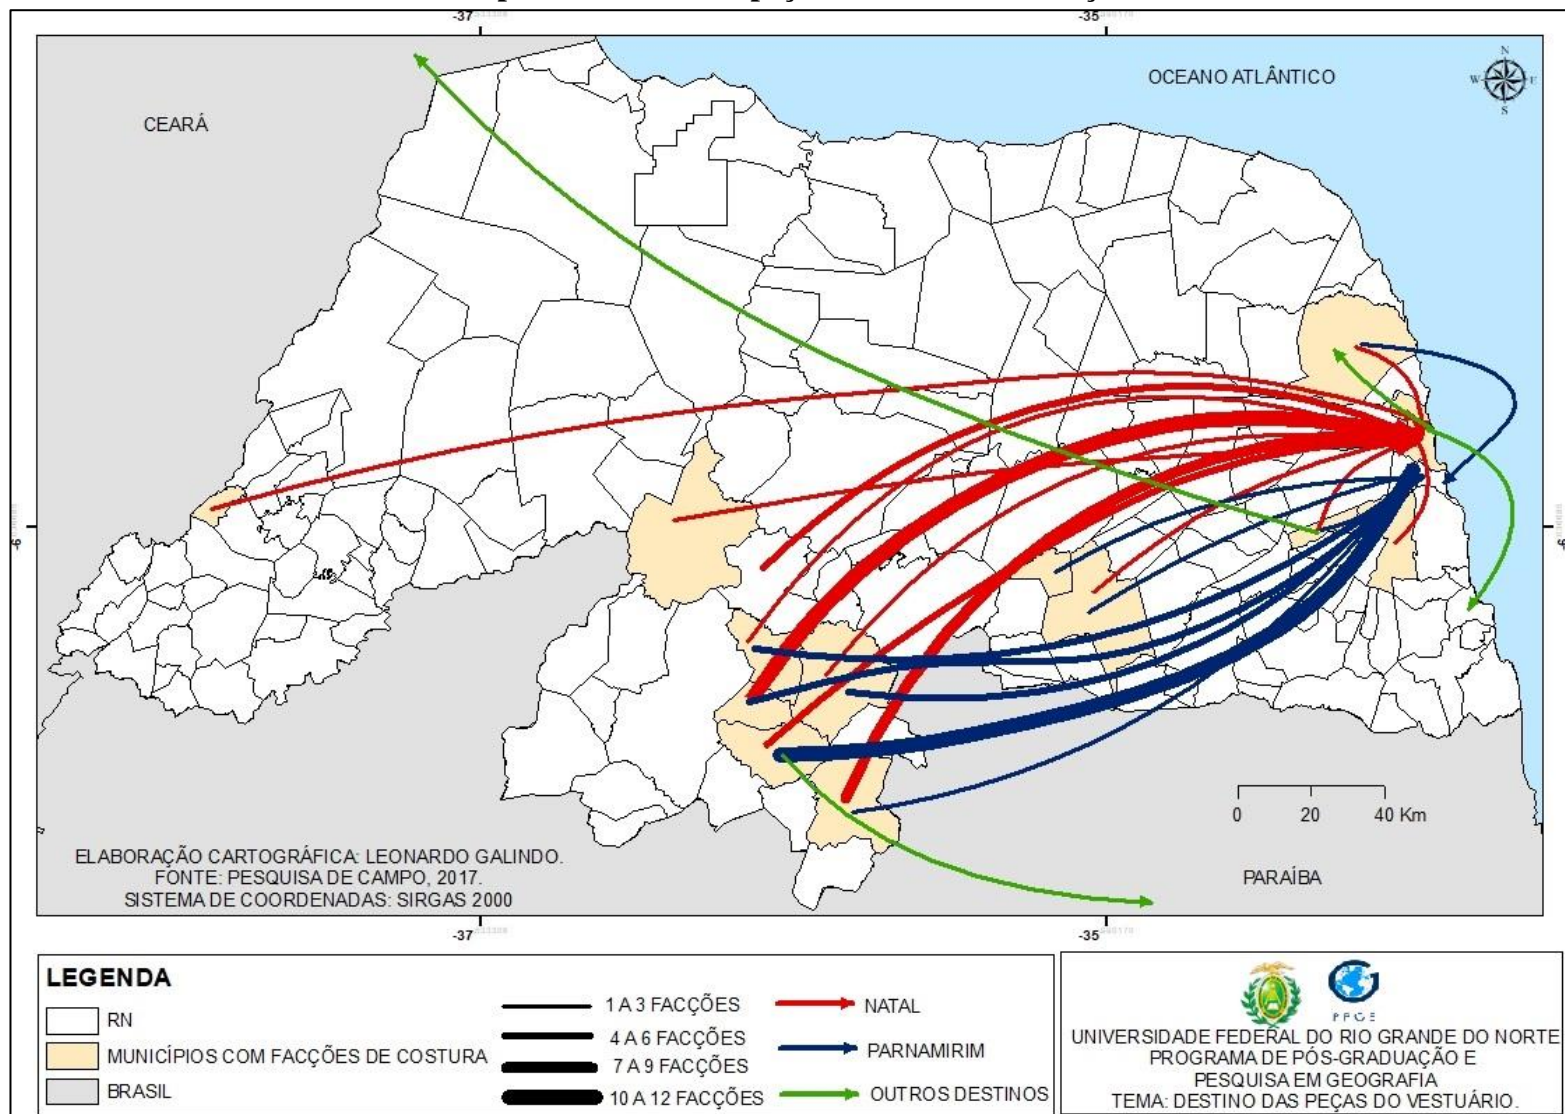 -37
-35
OCEANO ATLÂNTICO
N
W
E
S
CEARÁ
-6
-6
0 20 40 Km
ELABORAÇÃO CARTOGRÁFICA: LEONARDO GALINDO.
FONTE: PESQUISA DE CAMPO, 2017.
SISTEMA DE COORDENADAS: SIRGAS 2000
PARAÍBA
-37
-35
LEGENDA
RN
MUNICÍPIOS COM FACÇÕES DE COSTURA
BRASIL
1 A 3 FACÇÕES
4 A 6 FACÇÕES
7 A 9 FACÇÕES
10 A 12 FACÇÕES
NATAL
PARNAMIRIM
OUTROS DESTINOS
PPGE
UNIVERSIDADE FEDERAL DO RIO GRANDE DO NORTE
PROGRAMA DE PÓS-GRADUAÇÃO E
PESQUISA EM GEOGRAFIA
TEMA: DESTINO DAS PEÇAS DO VESTUÁRIO.